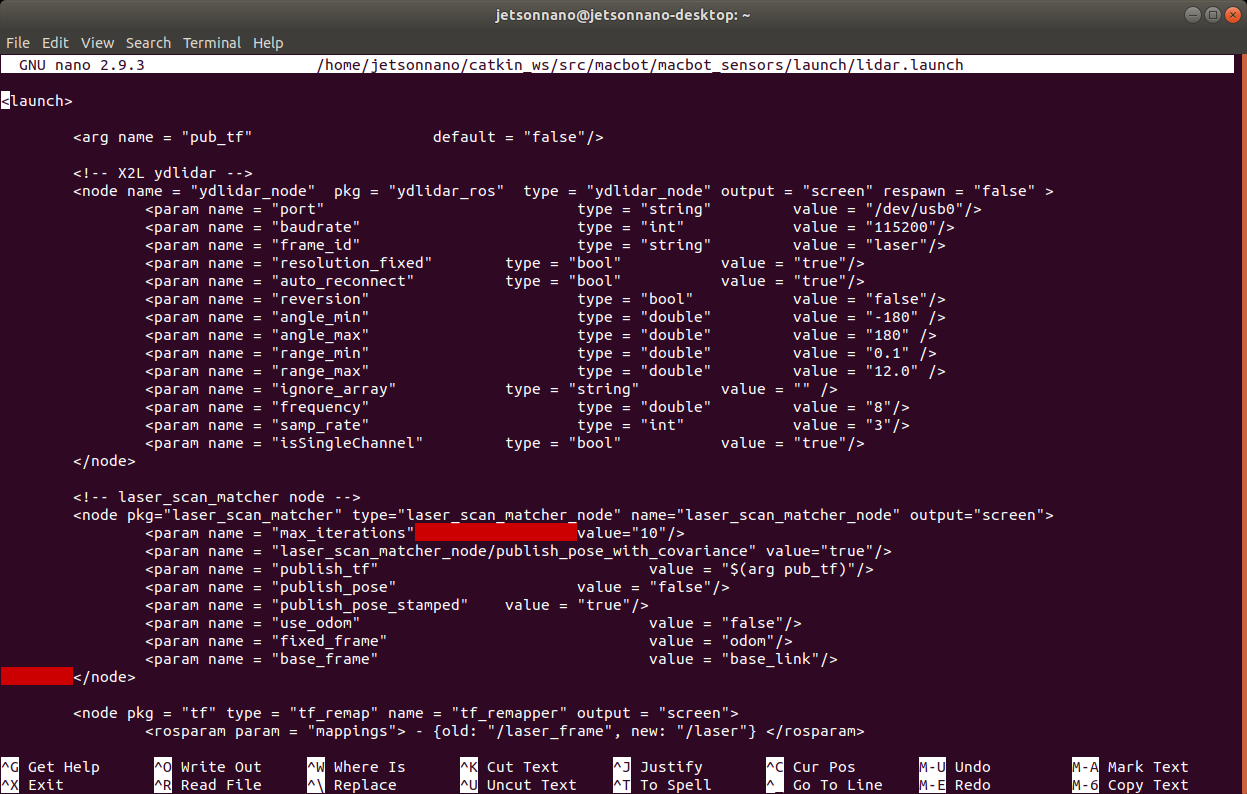 jetsonnano@jetsonnano-desktop: ~
File Edit View Search Terminal Help
GNU nano 2.9.3 /home/jetsonnano/catkin_ws/src/macbot/macbot_sensors/launch/lidar.launch
<launch>
<arg name = "pub_tf" default = "false"/>
<!-- X2L ydlidar -->
<node name = "ydlidar_node" pkg = "ydlidar_ros" type = "ydlidar_node" output = "screen" respawn = "false" >
<param name = "port" type = "string" value = "/dev/usb0"/>
<param name = "baudrate" type = "int" value = "115200"/>
<param name = "frame_id" type = "string" value = "laser"/>
<param name = "resolution_fixed" type = "bool" value = "true"/>
<param name = "auto_reconnect" type = "bool" value = "true"/>
<param name = "reversion" type = "bool" value = "false"/>
<param name = "angle_min" type = "double" value = "-180" />
<param name = "angle_max" type = "double" value = "180" />
<param name = "range_min" type = "double" value = "0.1" />
<param name = "range_max" type = "double" value = "12.0" />
<param name = "ignore_array" type = "string" value = "" />
<param name = "frequency" type = "double" value = "8"/>
<param name = "samp_rate" type = "int" value = "3"/>
<param name = "isSingleChannel" type = "bool" value = "true"/>
</node>
<!-- laser_scan_matcher node -->
<node pkg="laser_scan_matcher" type="laser_scan_matcher_node" name="laser_scan_matcher_node" output="screen">
<param name = "max_iterations" value="10"/>
<param name = "laser_scan_matcher_node/publish_pose_with_covariance" value="true"/>
<param name = "publish_tf" value = "$(arg pub_tf)"/>
<param name = "publish_pose" value = "false"/>
<param name = "publish_pose_stamped" value = "true"/>
<param name = "use_odom" value = "false"/>
<param name = "fixed_frame" value = "odom"/>
<param name = "base_frame" value = "base_link"/>
</node>
<node pkg = "tf" type = "tf_remap" name = "tf_remapper" output = "screen">
<rosparam param = "mappings"> - {old: "/laser_frame", new: "/laser"} </rosparam>
^G Get Help ^O Write Out ^W Where Is ^K Cut Text ^J Justify ^C Cur Pos M-U Undo M-A Mark Text
^X Exit ^R Read File ^\ Replace ^U Uncut Text ^T To Spell ^_ Go To Line M-E Redo M-6 Copy Text